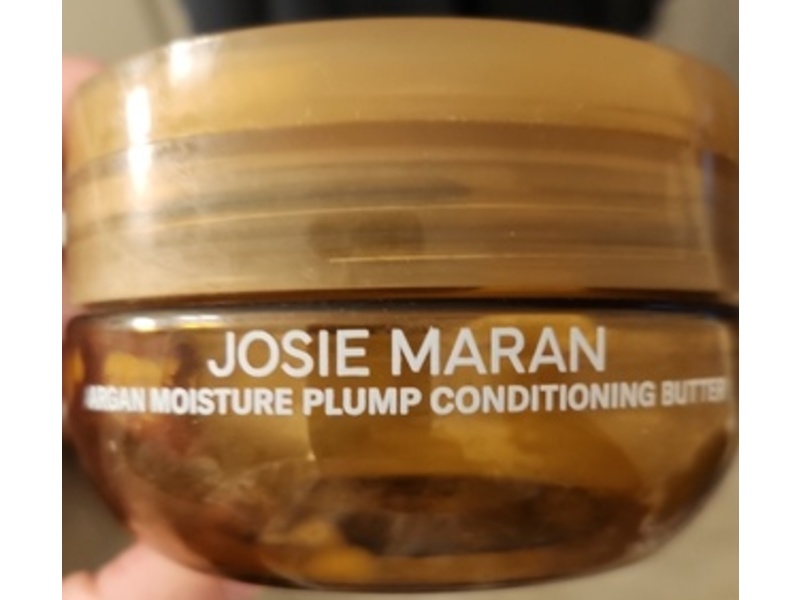 JOSIE MARAN
ARGAN MOISTURE PLUMP CONDITIONING BUTTER